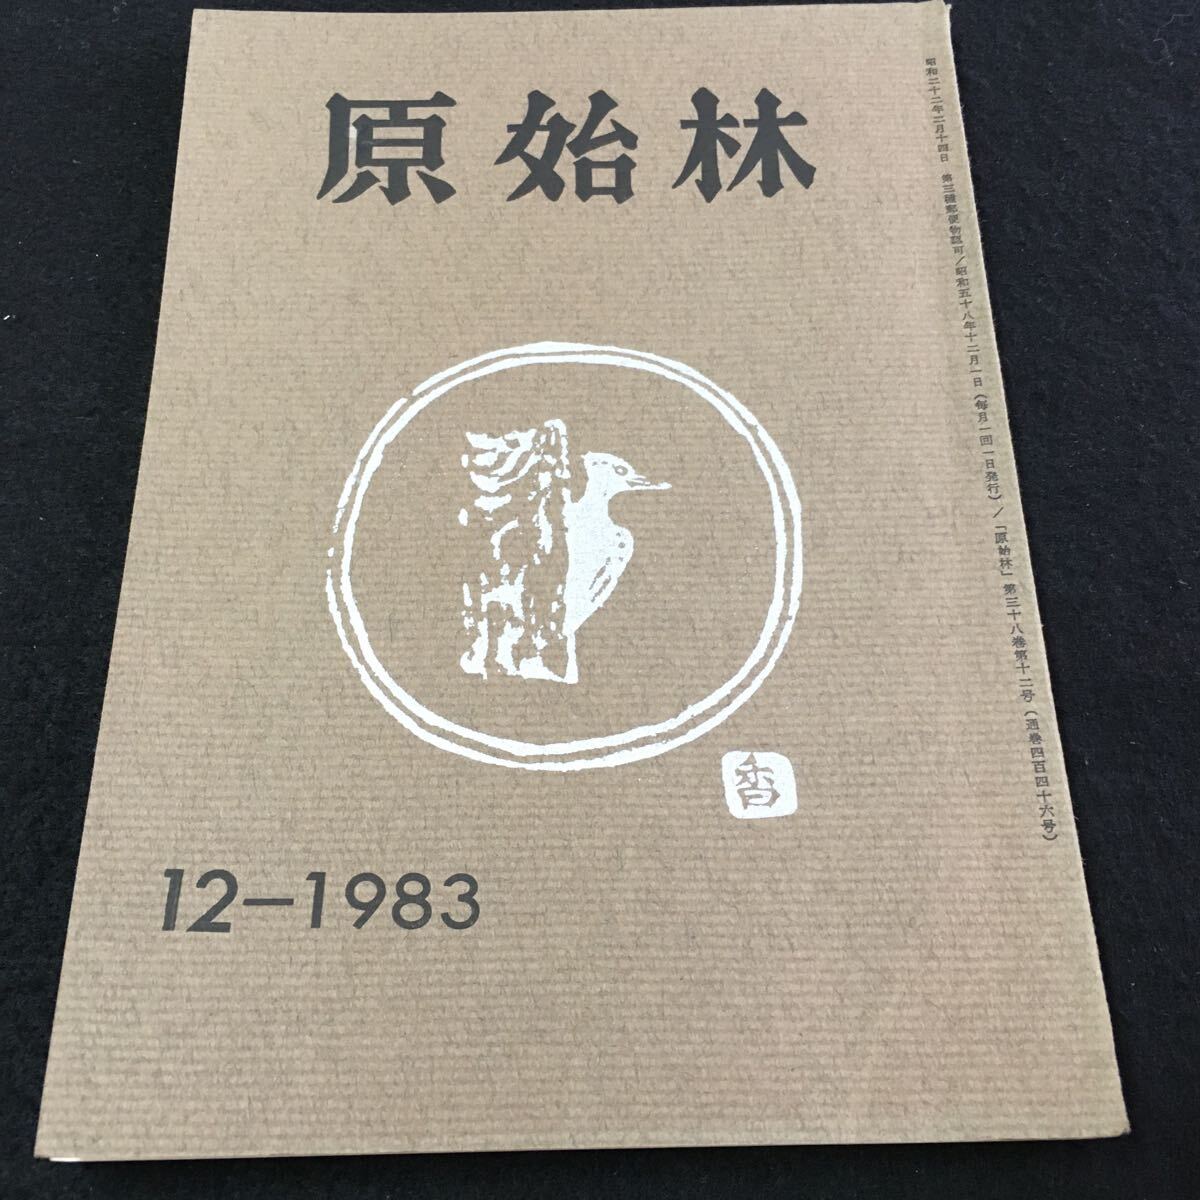 原始林
昭和二十二年二月十四日 第三種郵便物認可/昭和五十八年十二月一日(毎月一回一日発行)/「原始林」第三十八巻第十二号(通巻四百四十六号)
香
12-1983